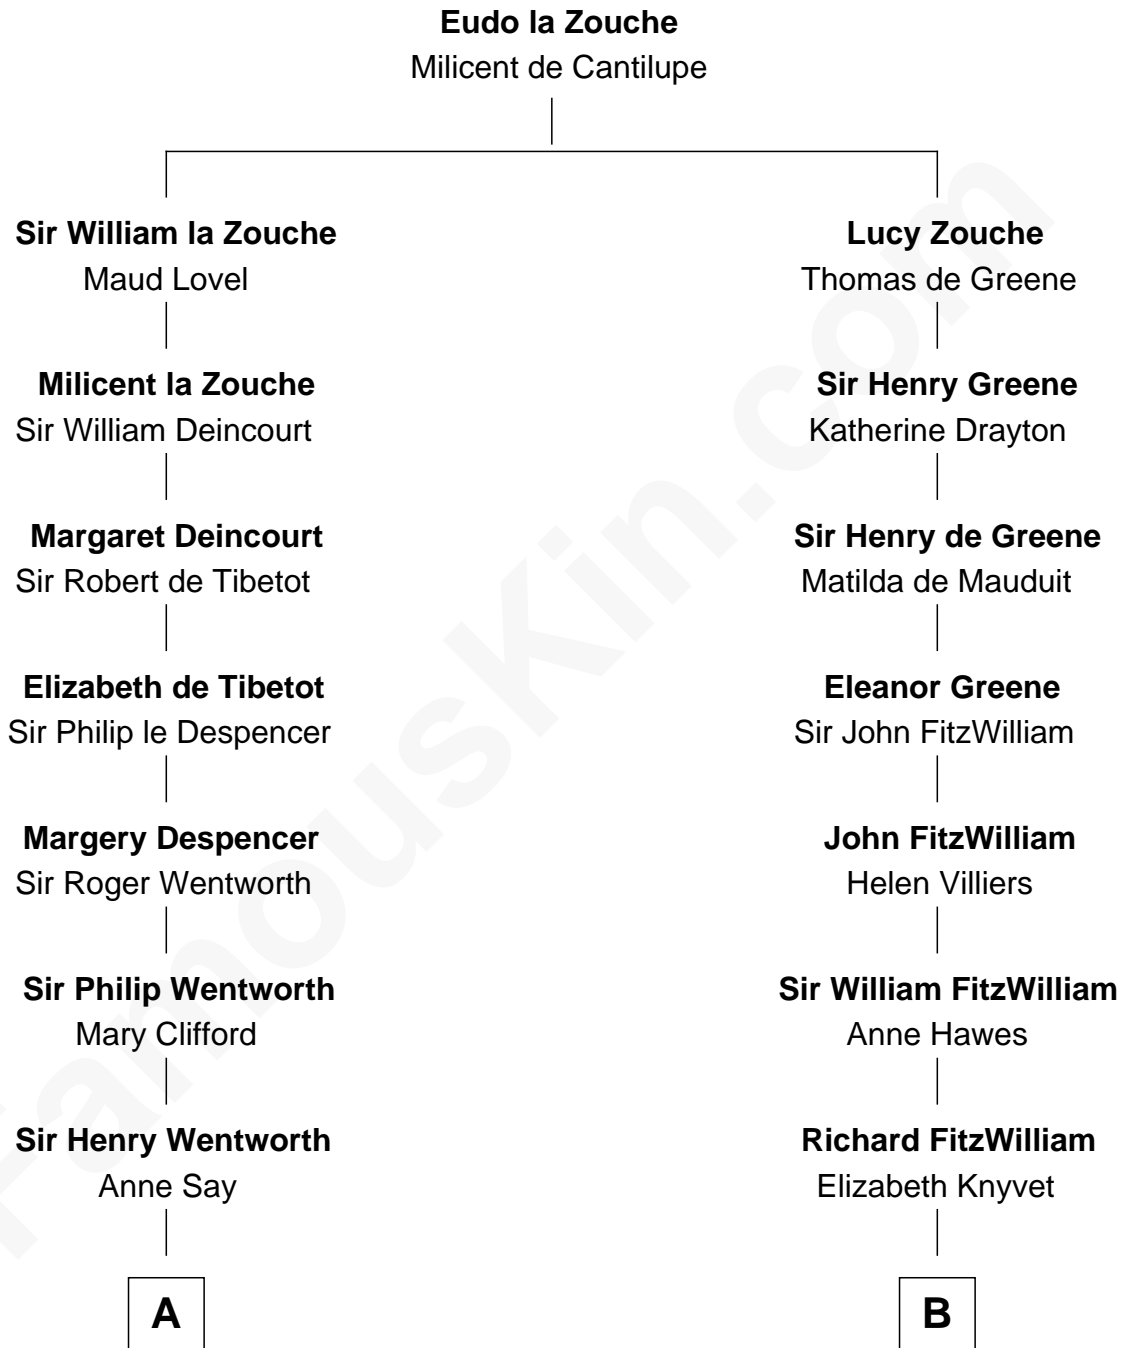 Eudo la Zouche
Milicent de Cantilupe
Sir William la Zouche
Maud Lovel
Lucy Zouche
Thomas de Greene
Milicent la Zouche
Sir William Deincourt
Sir Henry Greene
Katherine Drayton
Margaret Deincourt
Sir Robert de Tibetot
Sir Henry de Greene
Matilda de Mauduit
Elizabeth de Tibetot
Sir Philip le Despencer
Eleanor Greene
Sir John FitzWilliam
Margery Despencer
Sir Roger Wentworth
John FitzWilliam
Helen Villiers
Sir Philip Wentworth
Mary Clifford
Sir William FitzWilliam
Anne Hawes
Sir Henry Wentworth
Anne Say
Richard FitzWilliam
Elizabeth Knyvet
A
B
FamousKin.com